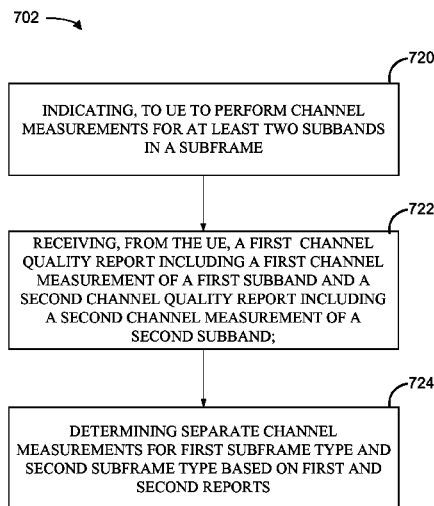 702
720
INDICATING, TO UE TO PERFORM CHANNEL
MEASUREMENTS FOR AT LEAST TWO SUBBANDS
IN A SUBFRAME
722
RECEIVING, FROM THE UE, A FIRST CHANNEL
QUALITY REPORT INCLUDING A FIRST CHANNEL
MEASUREMENT OF A FIRST SUBBAND AND A
SECOND CHANNEL QUALITY REPORT INCLUDING
A SECOND CHANNEL MEASUREMENT OF A
SECOND SUBBAND;
724
DETERMINING SEPARATE CHANNEL
MEASUREMENTS FOR FIRST SUBFRAME TYPE AND
SECOND SUBFRAME TYPE BASED ON FIRST AND
SECOND REPORTS